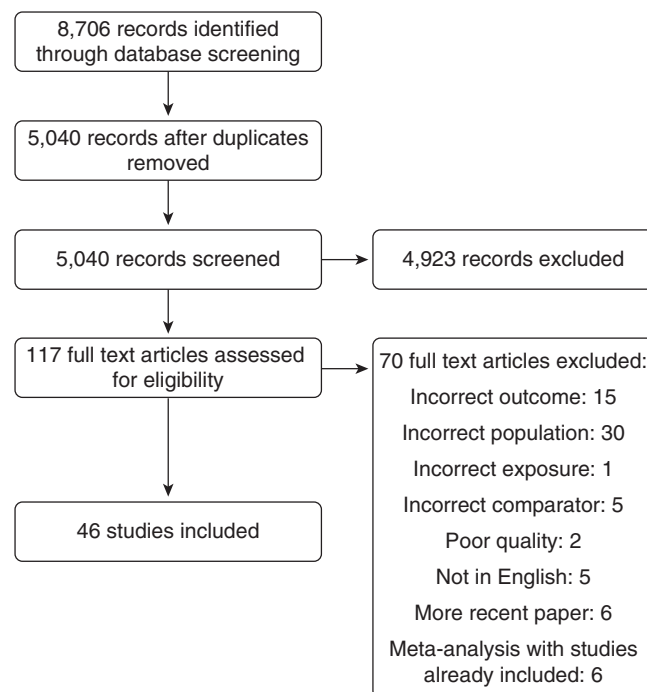 8,706 records identified
through database screening
5,040 records after duplicates
removed
5,040 records screened
4,923 records excluded
117 full text articles assessed
for eligibility
70 full text articles excluded:
Incorrect outcome: 15
Incorrect population: 30
Incorrect exposure: 1
Incorrect comparator: 5
Poor quality: 2
Not in English: 5
More recent paper: 6
Meta-analysis with studies
already included: 6
46 studies included